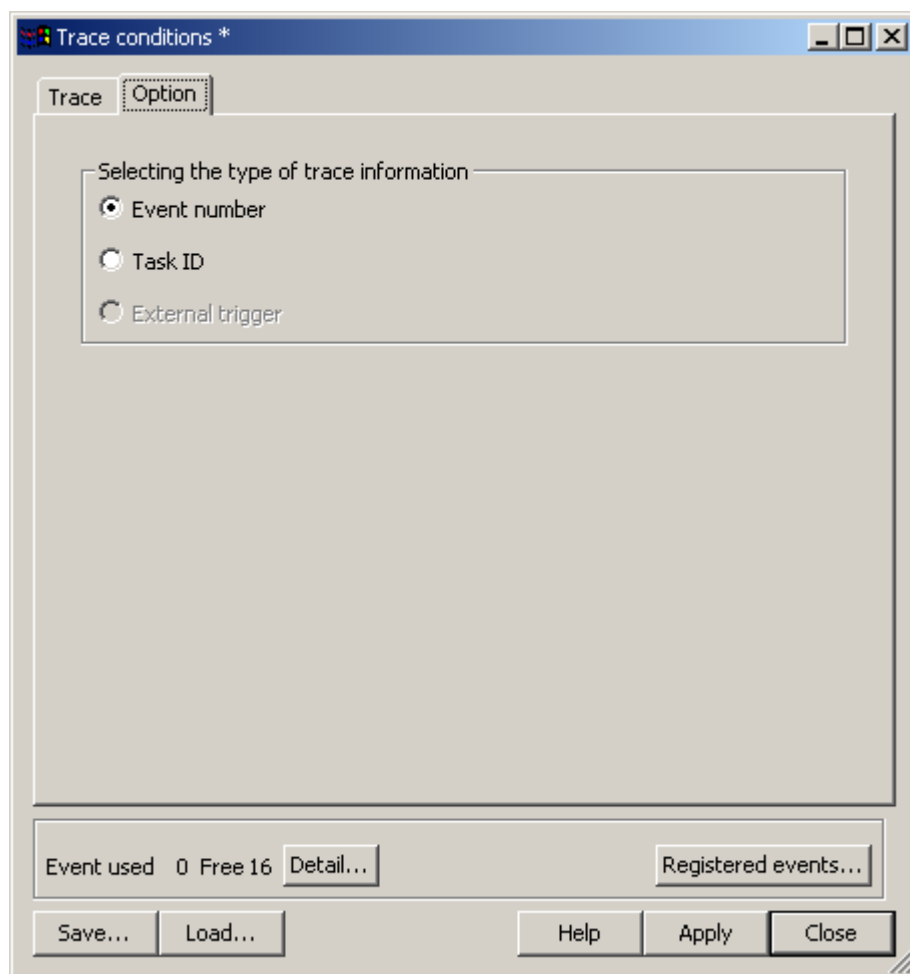 Trace conditions *
Trace Option
Selecting the type of trace information
Event number
Task ID
External trigger
Event used 0 Free 16 Detail... Registered events...
Save... Load... Help Apply Close